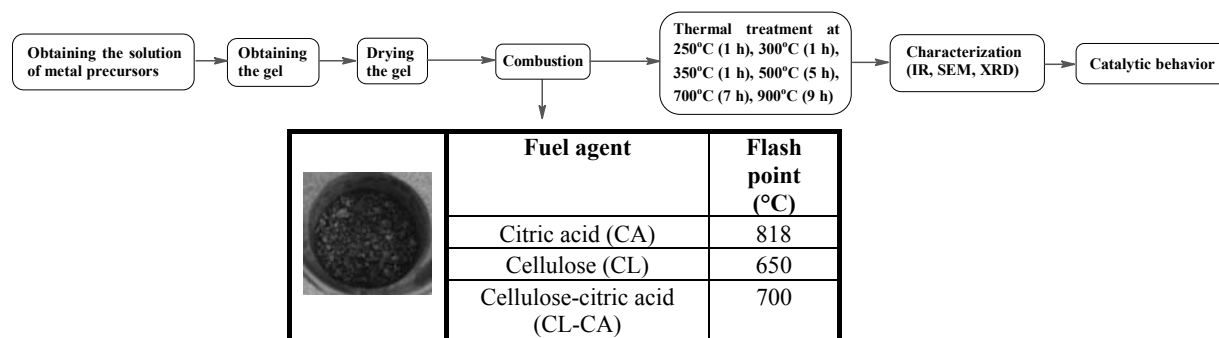 Obtaining the solution
of metal precursors
Obtaining
the gel
Drying
the gel
Combustion
Thermal treatment at
250°C (1 h), 300°C (1 h),
350°C (1 h), 500°C (5 h),
700°C (7 h), 900°C (9 h)
Characterization
(IR, SEM, XRD)
Catalytic behavior
Fuel agent
Flash
point
(°C)
Citric acid (CA)
818
Cellulose (CL)
650
Cellulose-citric acid
(CL-CA)
700